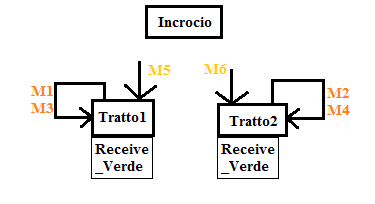 Incrocio
M5
M6
M1
M3
M2
M4
Tratto1
Tratto2
Receive
_Verde
Receive
_Verde